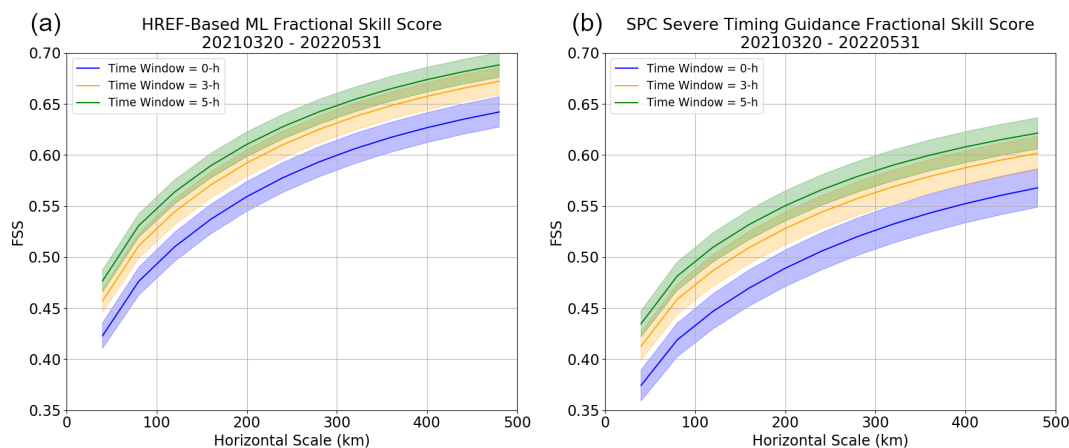 (a)
HREF-Based ML Fractional Skill Score
20210320 - 20220531
Time Window = 0-h
Time Window = 3-h
Time Window = 5-h
FSS
0.70
0.65
0.60
0.55
0.50
0.45
0.40
0.35
0 100 200 300 400 500
Horizontal Scale (km)
(b)
SPC Severe Timing Guidance Fractional Skill Score
20210320 - 20220531
Time Window = 0-h
Time Window = 3-h
Time Window = 5-h
FSS
0.70
0.65
0.60
0.55
0.50
0.45
0.40
0.35
0 100 200 300 400 500
Horizontal Scale (km)